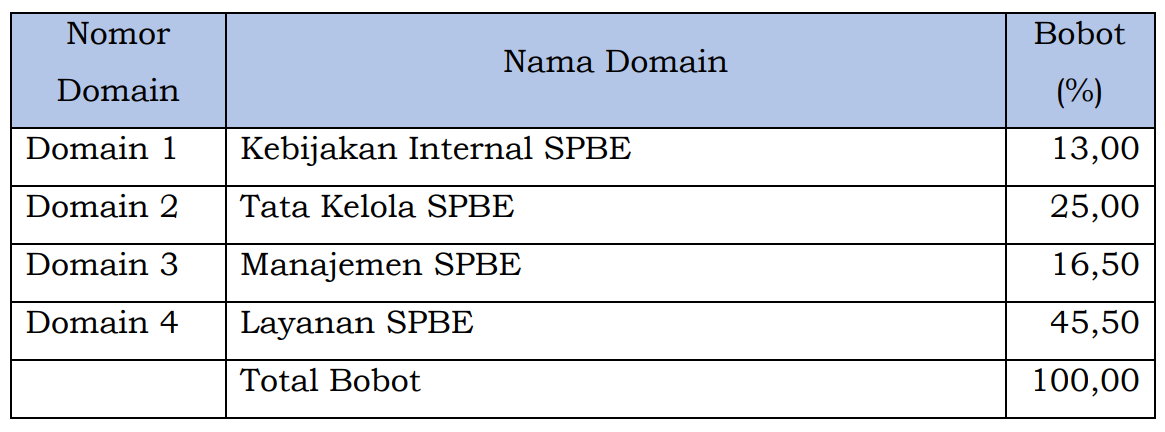 Nomor Domain Nama Domain Bobot (%)
Domain 1 Kebijakan Internal SPBE 13,00
Domain 2 Tata Kelola SPBE 25,00
Domain 3 Manajemen SPBE 16,50
Domain 4 Layanan SPBE 45,50
Total Bobot 100,00